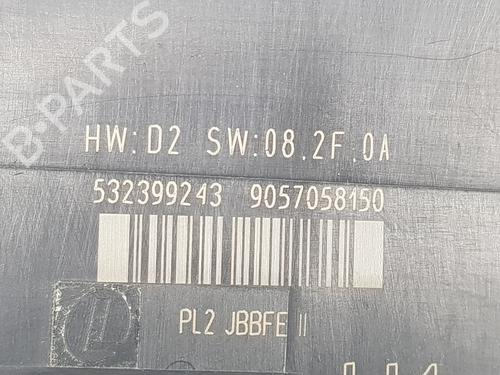 B-PARTS
HW:D2 SW:08.2F.0A
532399243 9057058150
PL2 JBBFE II